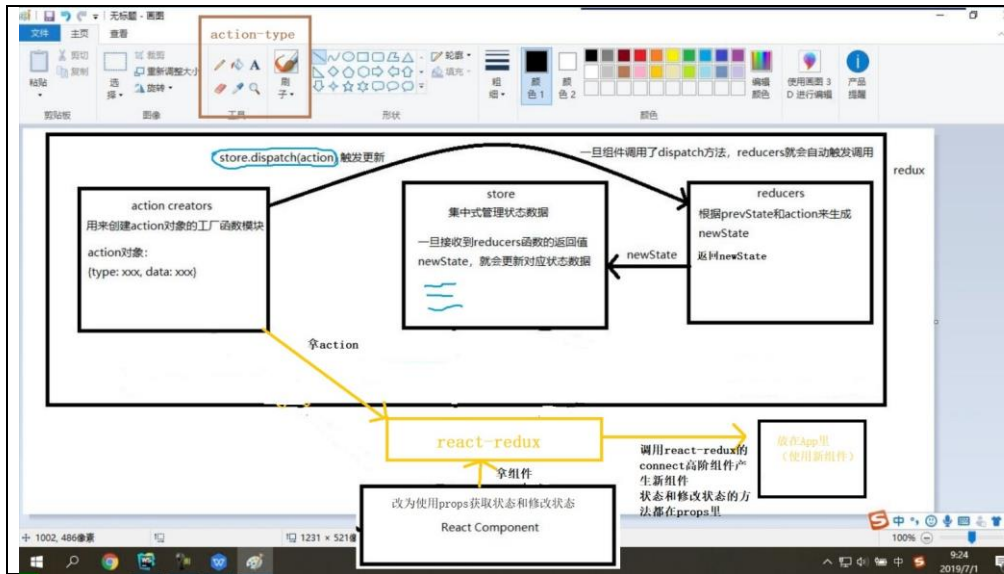 无标题 - 画图
文件 主页 查看
action-type
粘贴
剪切
复制
剪贴板
选择
裁剪
重新调整大小
旋转
图像
工具
刷子
轮廓
填充
形状
粗细
颜色 1
颜色 2
颜色
编辑颜色
使用画图 3D 进行编辑
产品提醒
store.dispatch(action) 触发更新
一旦组件调用了dispatch方法，reducers就会自动触发调用
redux
action creators
用来创建action对象的工厂函数模块
action对象：
{type: xxx, data: xxx}
store
集中式管理状态数据
一旦接收到reducers函数的返回值
newState，就会更新对应状态数据
newState
reducers
根据prevState和action来生成
newState
返回newState
拿action
react-redux
拿组件
调用react-redux的
connect高阶组件产
生新组件
状态和修改状态的方
法都在props里
放在App里
（使用新组件）
改为使用props获取状态和修改状态
React Component
1002, 486像素
1231 × 521像
100%
中
中
9:24
2019/7/1